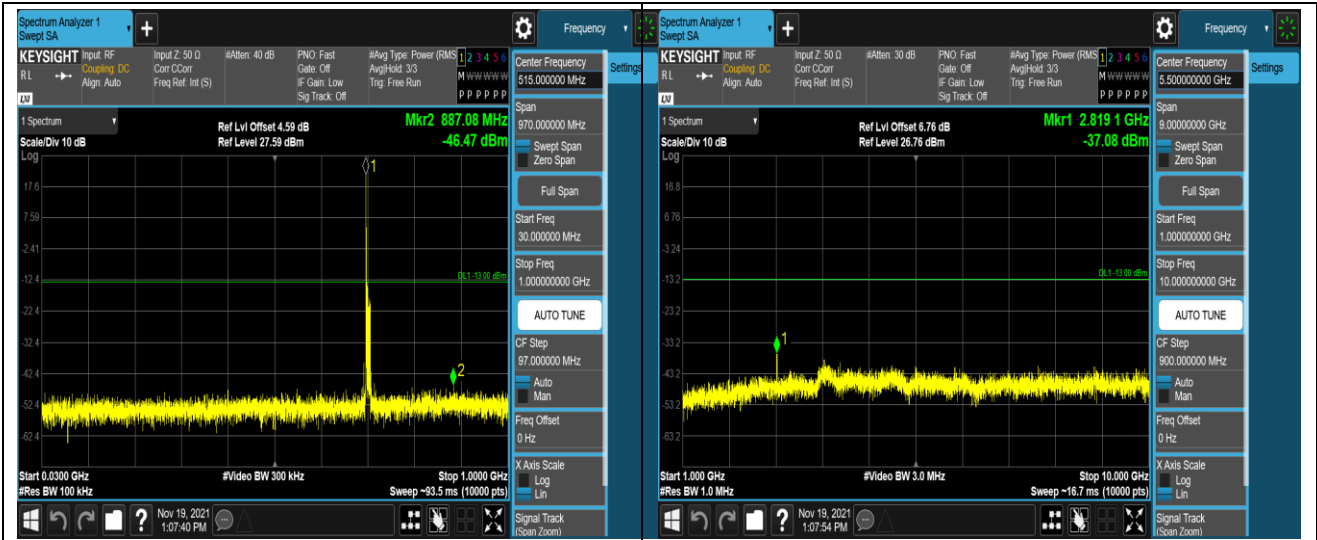 Spectrum Analyzer 1
Swept SA
Frequency
KEYSIGHT
RL
LXI
Input: RF
Coupling: DC
Align: Auto
Input Z: 50 Ω
Corr CCorr
Freq Ref: Int (S)
#Atten: 40 dB
PNO: Fast
Gate: Off
IF Gain: Low
Sig Track: Off
#Avg Type: Power (RMS
Avg|Hold: 3/3
Trig: Free Run
1 2 3 4 5 6
M W W W W W
P P P P P P
Center Frequency
515.000000 MHz
Settings
1 Spectrum
Scale/Div 10 dB
Ref Lvl Offset 4.59 dB
Ref Level 27.59 dBm
Mkr2 887.08 MHz
-46.47 dBm
Log
1
17.6
7.59
-2.41
-12.4
-22.4
-32.4
-42.4
-52.4
-62.4
DL1 -13.00 dBm
2
Start 0.0300 GHz
#Res BW 100 kHz
#Video BW 300 kHz
Stop 1.0000 GHz
Sweep ~93.5 ms (10000 pts)
Span
970.000000 MHz
Swept Span
Zero Span
Full Span
Start Freq
30.000000 MHz
Stop Freq
1.000000000 GHz
AUTO TUNE
CF Step
97.000000 MHz
Auto
Man
Freq Offset
0 Hz
X Axis Scale
Log
Lin
Signal Track
(Span Zoom)
Nov 19, 2021
1:07:40 PM
Spectrum Analyzer 1
Swept SA
Frequency
KEYSIGHT
RL
LXI
Input: RF
Coupling: DC
Align: Auto
Input Z: 50 Ω
Corr CCorr
Freq Ref: Int (S)
#Atten: 30 dB
PNO: Fast
Gate: Off
IF Gain: Low
Sig Track: Off
#Avg Type: Power (RMS
Avg|Hold: 3/3
Trig: Free Run
1 2 3 4 5 6
M W W W W W
P P P P P P
Center Frequency
5.500000000 GHz
Settings
1 Spectrum
Scale/Div 10 dB
Ref Lvl Offset 6.76 dB
Ref Level 26.76 dBm
Mkr1 2.819 1 GHz
-37.08 dBm
Log
16.8
6.76
-3.24
-13.2
-23.2
-33.2
-43.2
-53.2
-63.2
DL1 -13.00 dBm
1
Start 1.000 GHz
#Res BW 1.0 MHz
#Video BW 3.0 MHz
Stop 10.000 GHz
Sweep ~16.7 ms (10000 pts)
Span
9.00000000 GHz
Swept Span
Zero Span
Full Span
Start Freq
1.000000000 GHz
Stop Freq
10.000000000 GHz
AUTO TUNE
CF Step
900.000000 MHz
Auto
Man
Freq Offset
0 Hz
X Axis Scale
Log
Lin
Signal Track
(Span Zoom)
Nov 19, 2021
1:07:54 PM